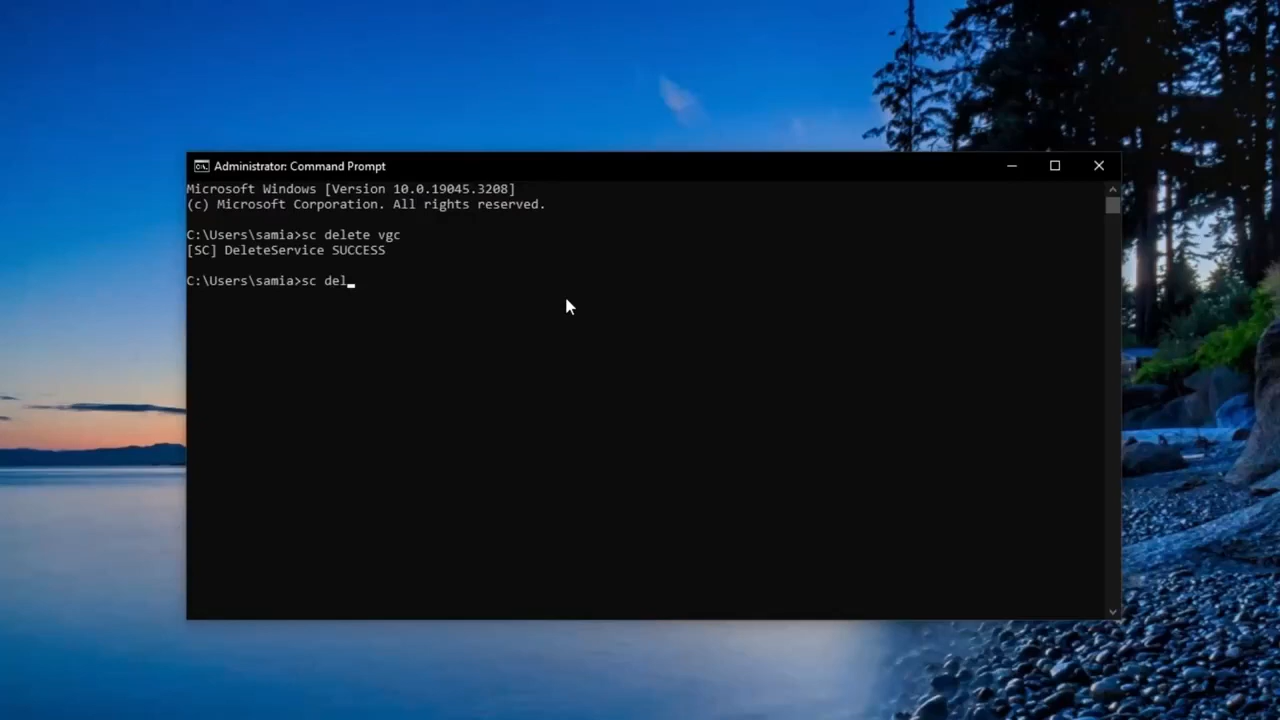 Administrator: Command Prompt
Microsoft Windows [Version 10.0.19045.3208]
(c) Microsoft Corporation. All rights reserved.
C:\Users\samia>sc delete vgc
[SC] DeleteService SUCCESS
C:\Users\samia>sc del